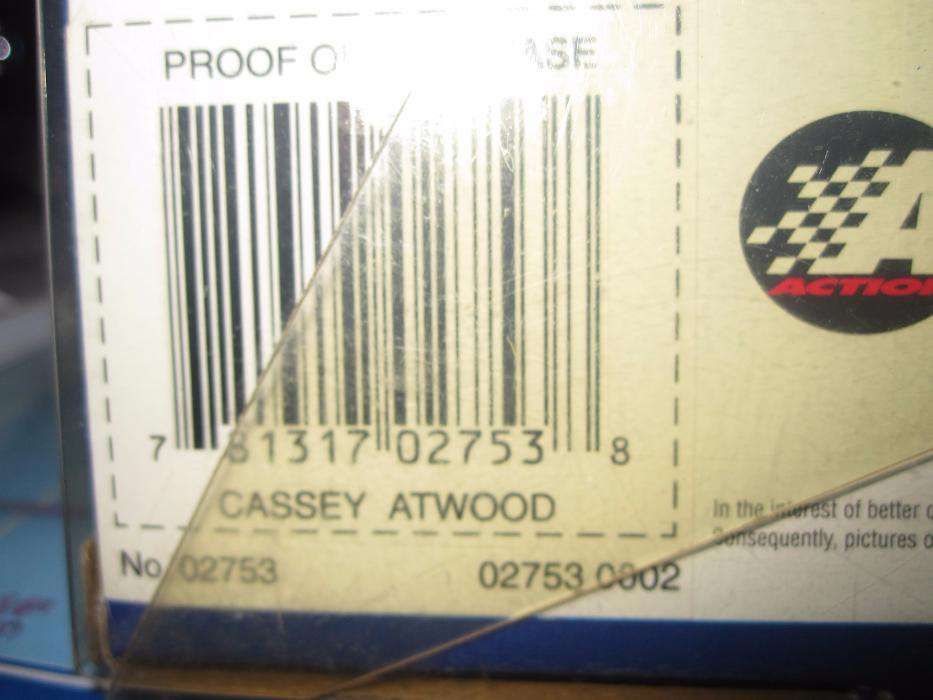 PROOF O ASE
A
ACTION
7 81317 02753 8
CASSEY ATWOOD
In the interest of better
Consequently, pictures o
No 02753
02753 0002